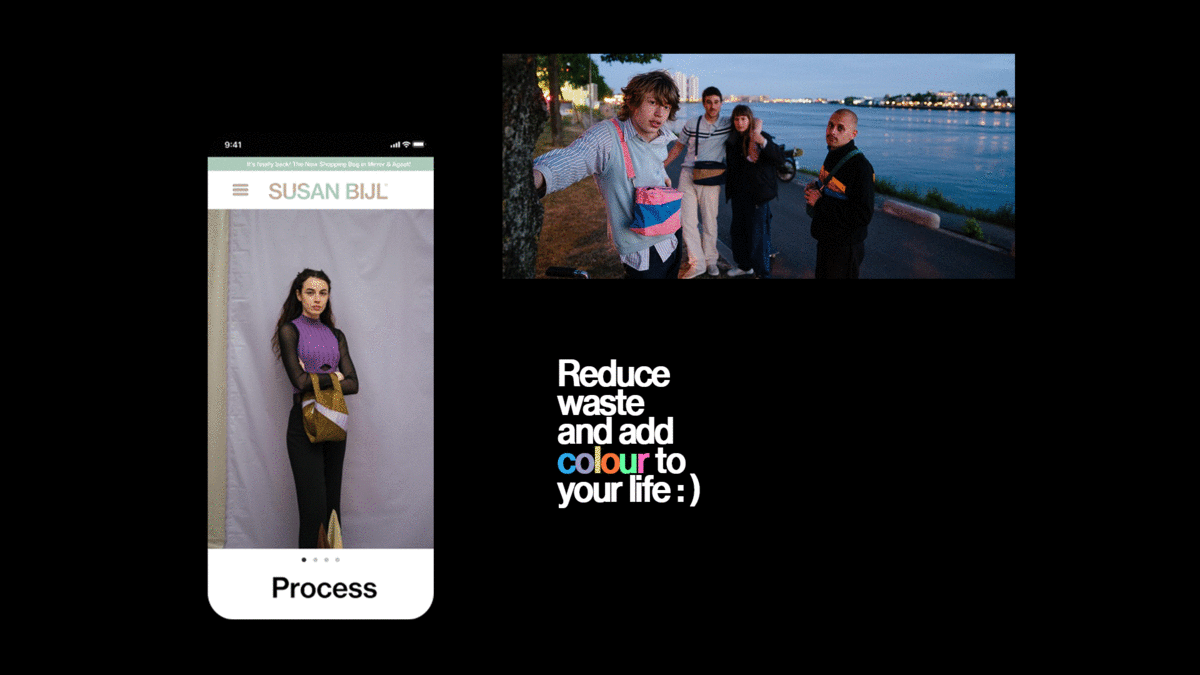 9:41
It's finally back! The New Shopping Bag in Mirror & Agust!
SUSAN BIJL
Process
Reduce
waste
and add
colour to
your life : )